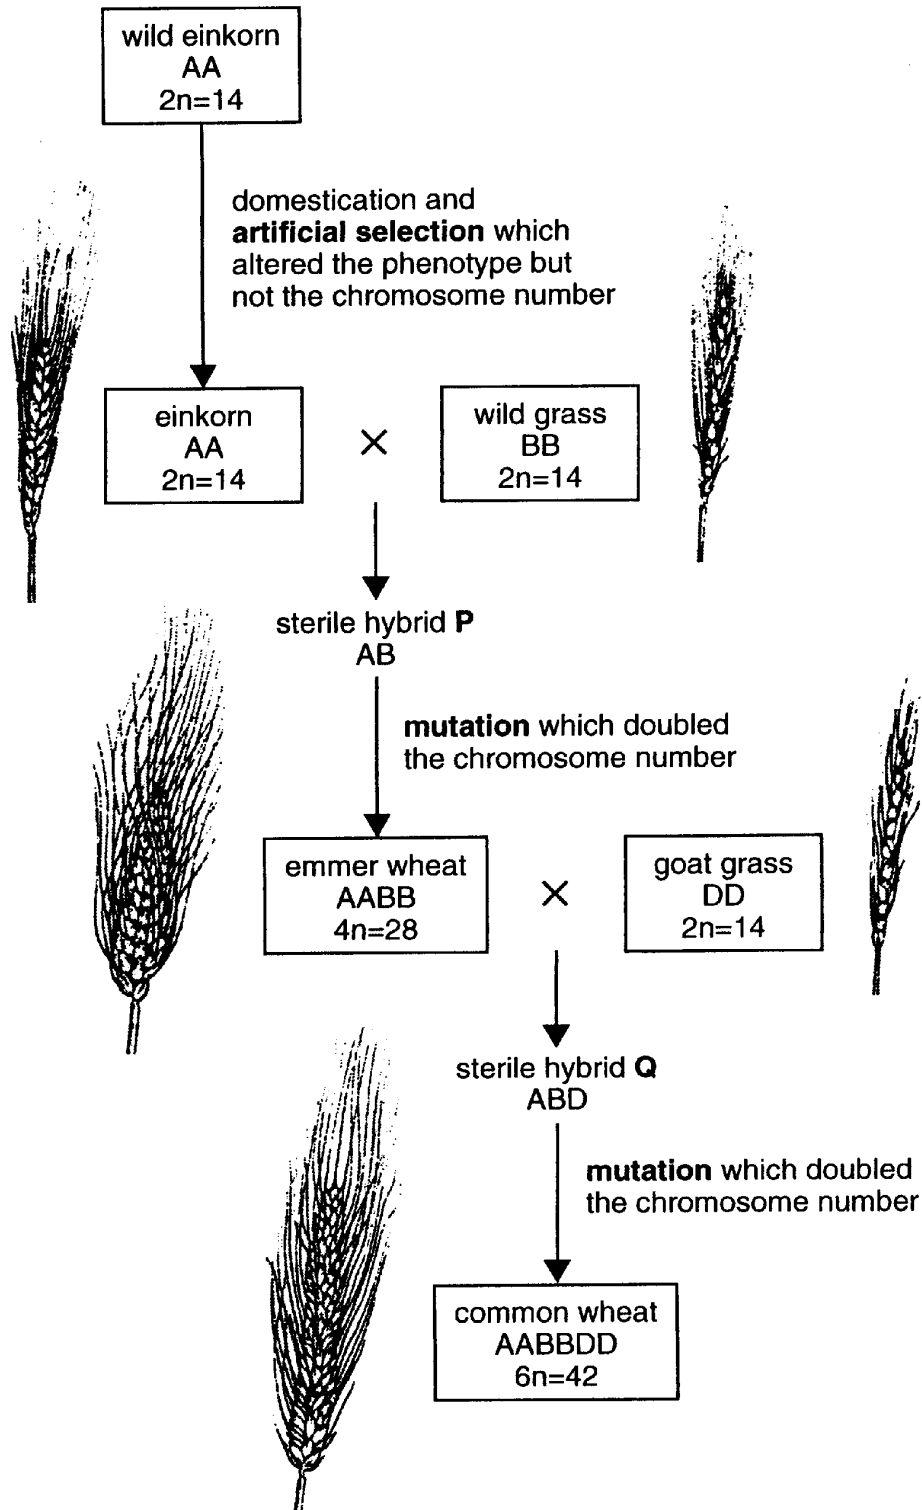 wild einkorn
AA
2n=14
domestication and
artificial selection which
altered the phenotype but
not the chromosome number
einkorn
AA
2n=14
×
wild grass
BB
2n=14
sterile hybrid P
AB
mutation which doubled
the chromosome number
emmer wheat
AABB
4n=28
×
goat grass
DD
2n=14
sterile hybrid Q
ABD
mutation which doubled
the chromosome number
common wheat
AABBDD
6n=42